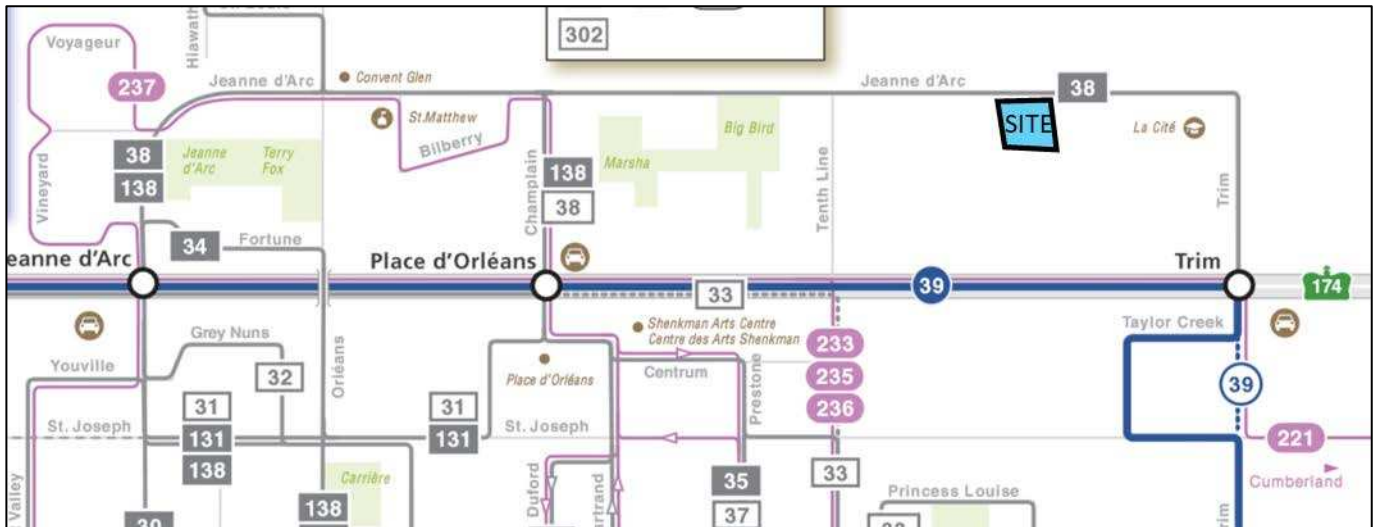 302
Voyageur
Hiawath
237
Jeanne d'Arc
Convent Glen
Jeanne d'Arc
38
SITE
St.Matthew
Bilberry
Big Bird
La Cité
38
138
Jeanne
d'Arc
Terry
Fox
Marsha
Champlain
138
38
Tenth Line
Trim
Vineyard
34
Fortune
eanne d'Arc
Place d'Orléans
33
39
Trim
174
Shenkman Arts Centre
Centre des Arts Shenkman
Taylor Creek
Grey Nuns
Youville
32
Orléans
Place d'Orléans
Centrum
Prestone
233
235
236
39
31
131
138
31
131
St. Joseph
St. Joseph
221
Cumberland
Valley
Carrière
138
Duford
rtrand
35
37
33
Princess Louise
rim